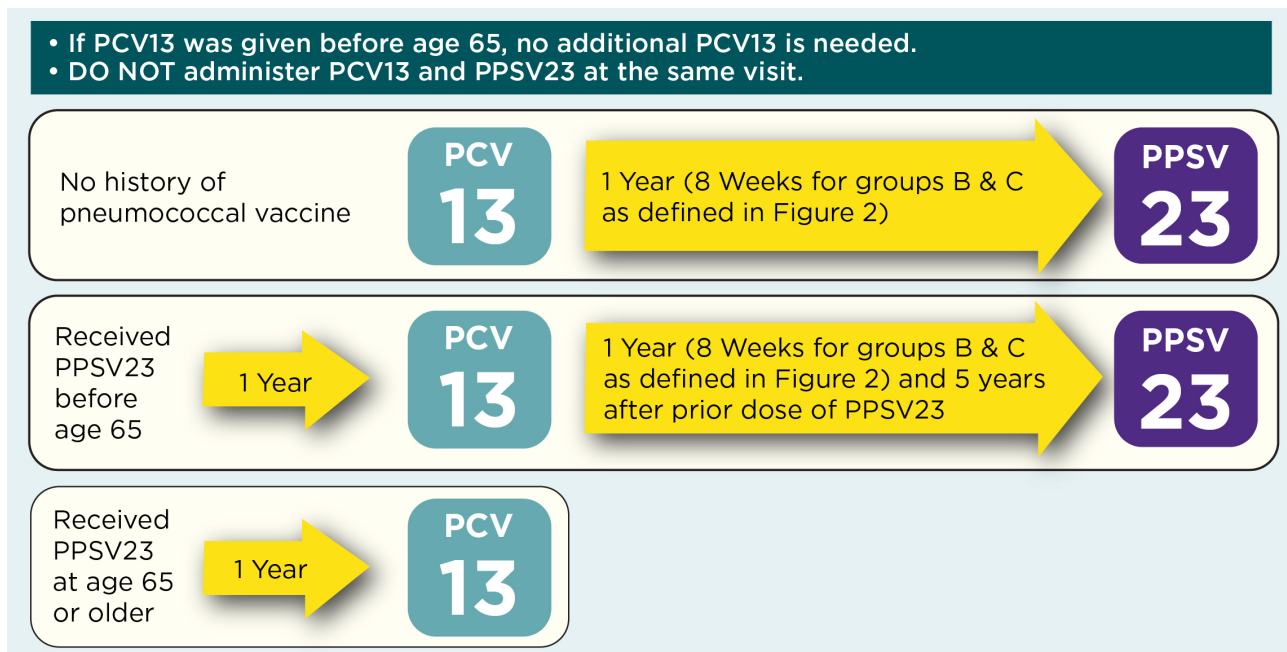 • If PCV13 was given before age 65, no additional PCV13 is needed.
• DO NOT administer PCV13 and PPSV23 at the same visit.
No history of
pneumococcal vaccine
PCV
13
1 Year (8 Weeks for groups B & C
as defined in Figure 2)
PPSV
23
Received
PPSV23
before
age 65
1 Year
PCV
13
1 Year (8 Weeks for groups B & C
as defined in Figure 2) and 5 years
after prior dose of PPSV23
PPSV
23
Received
PPSV23
at age 65
or older
1 Year
PCV
13